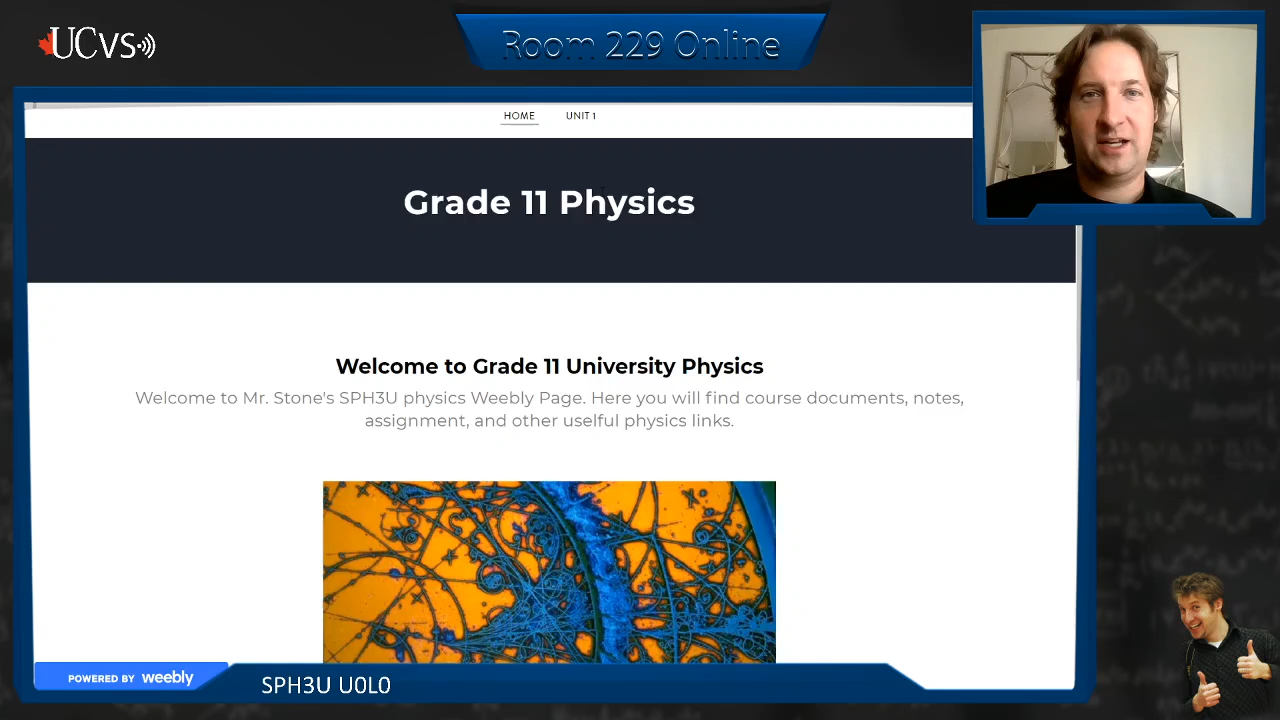 UCvs
Room 229 Online
HOME UNIT 1
Grade 11 Physics
Welcome to Grade 11 University Physics
Welcome to Mr. Stone's SPH3U physics Weebly Page. Here you will find course documents, notes,
assignment, and other uselful physics links.
POWERED BY weebly
SPH3U U0L0